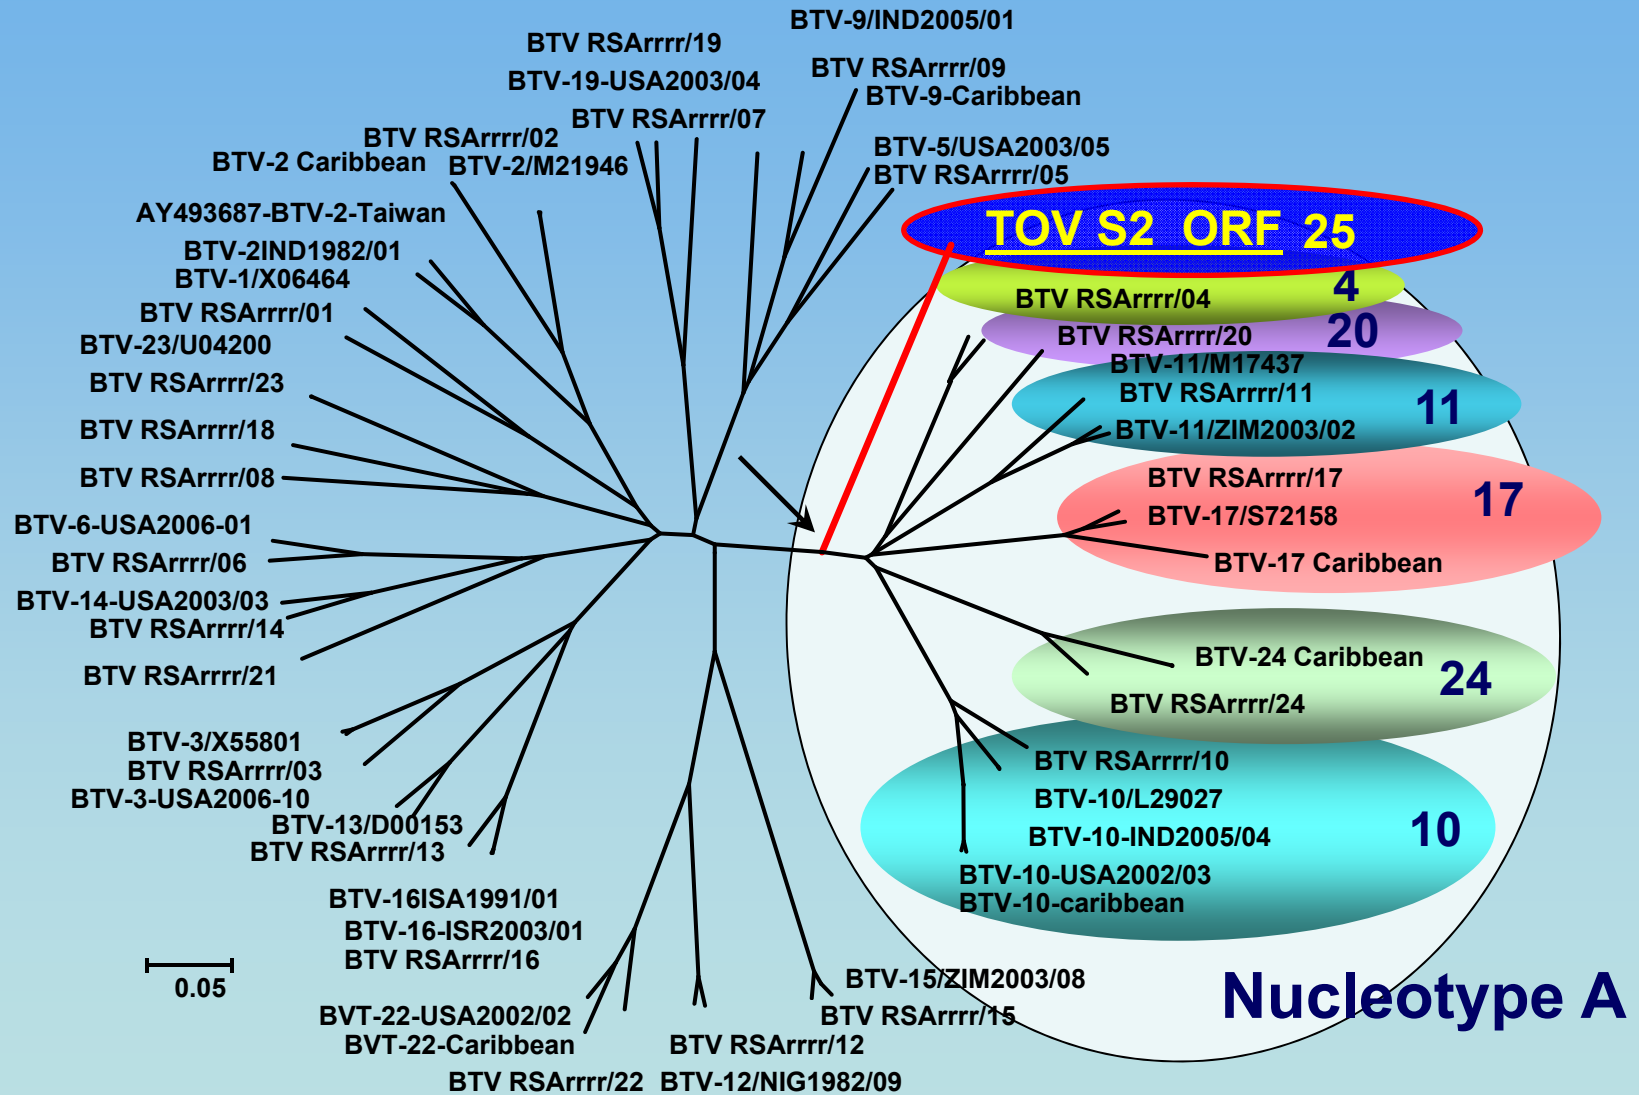 BTV-9/IND2005/01
BTV RSArrrr/19
BTV RSArrrr/09
BTV-19-USA2003/04
BTV-9-Caribbean
BTV RSArrrr/07
BTV RSArrrr/02
BTV-2 Caribbean
BTV-2/M21946
BTV-5/USA2003/05
BTV RSArrrr/05
AY493687-BTV-2-Taiwan
BTV-2IND1982/01
BTV-1/X06464
BTV RSArrrr/01
BTV-23/U04200
BTV RSArrrr/23
BTV RSArrrr/18
BTV RSArrrr/08
BTV-6-USA2006-01
BTV RSArrrr/06
BTV-14-USA2003/03
BTV RSArrrr/14
BTV RSArrrr/21
BTV-3/X55801
BTV RSArrrr/03
BTV-3-USA2006-10
BTV-13/D00153
BTV RSArrrr/13
BTV-16ISA1991/01
BTV-16-ISR2003/01
BTV RSArrrr/16
0.05
BVT-22-USA2002/02
BVT-22-Caribbean
BTV RSArrrr/22
BTV RSArrrr/12
BTV-12/NIG1982/09
BTV-15/ZIM2003/08
BTV RSArrrr/15
TOV S2 ORF 25
BTV RSArrrr/04 4
BTV RSArrrr/20 20
BTV-11/M17437
BTV RSArrrr/11 11
BTV-11/ZIM2003/02
BTV RSArrrr/17 17
BTV-17/S72158
BTV-17 Caribbean
BTV-24 Caribbean 24
BTV RSArrrr/24
BTV RSArrrr/10
BTV-10/L29027
BTV-10-IND2005/04 10
BTV-10-USA2002/03
BTV-10-caribbean
Nucleotype A